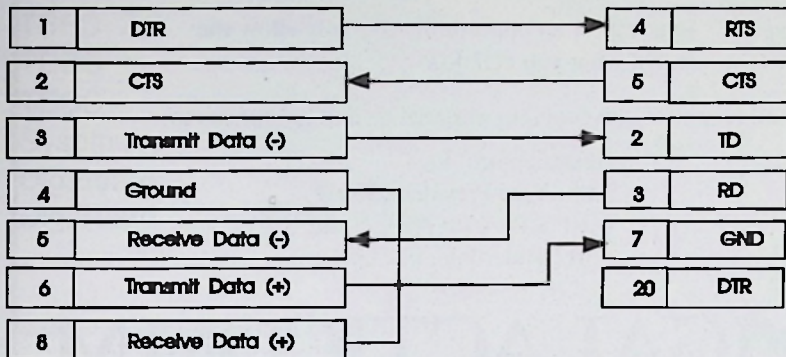 1 DTR 4 RTS
2 CTS 5 CTS
3 Transmit Data (-) 2 TD
4 Ground 3 RD
5 Receive Data (-) 7 GND
6 Transmit Data (+) 20 DTR
8 Receive Data (+)